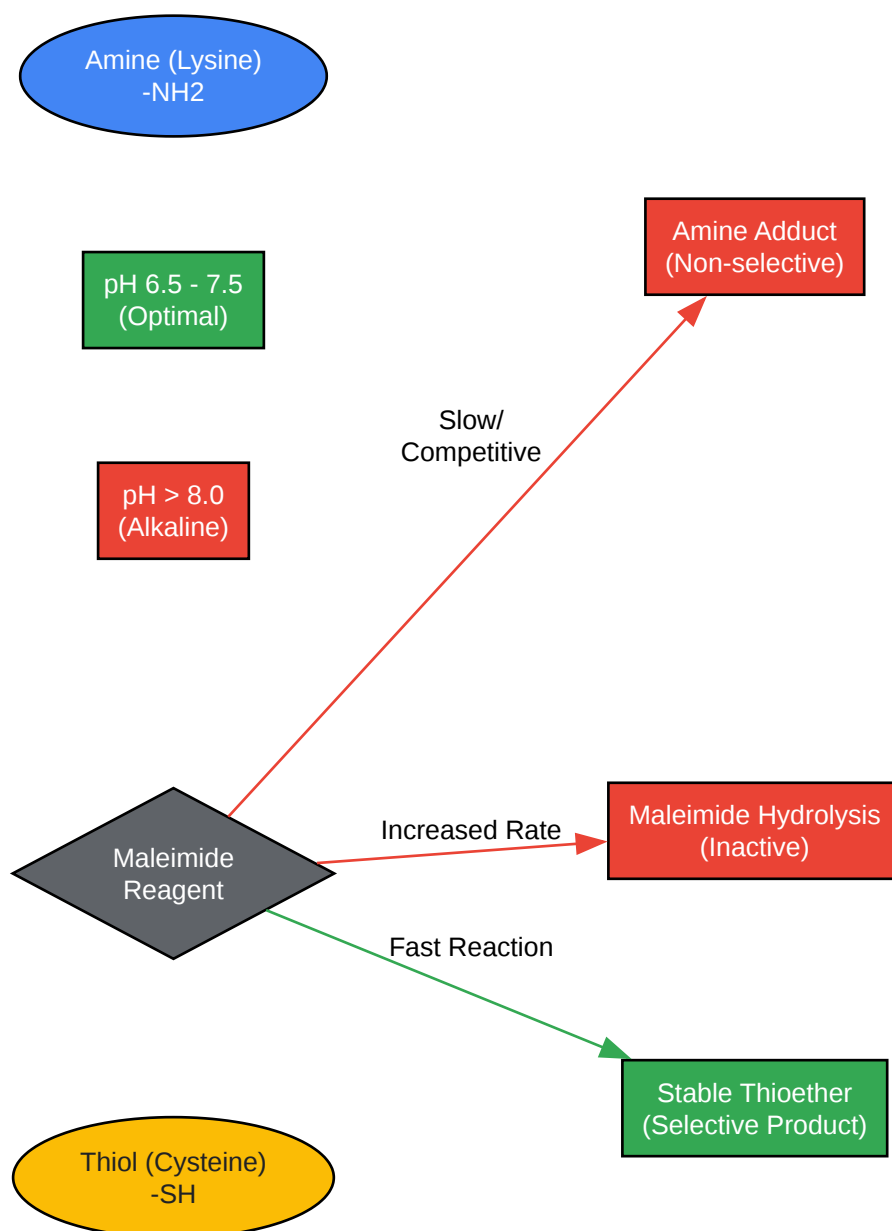 Amine (Lysine)
-NH2
Amine Adduct
(Non-selective)
pH 6.5 - 7.5
(Optimal)
Slow/
Competitive
pH > 8.0
(Alkaline)
Maleimide Hydrolysis
(Inactive)
Increased Rate
Maleimide
Reagent
Fast Reaction
Stable Thioether
(Selective Product)
Thiol (Cysteine)
-SH